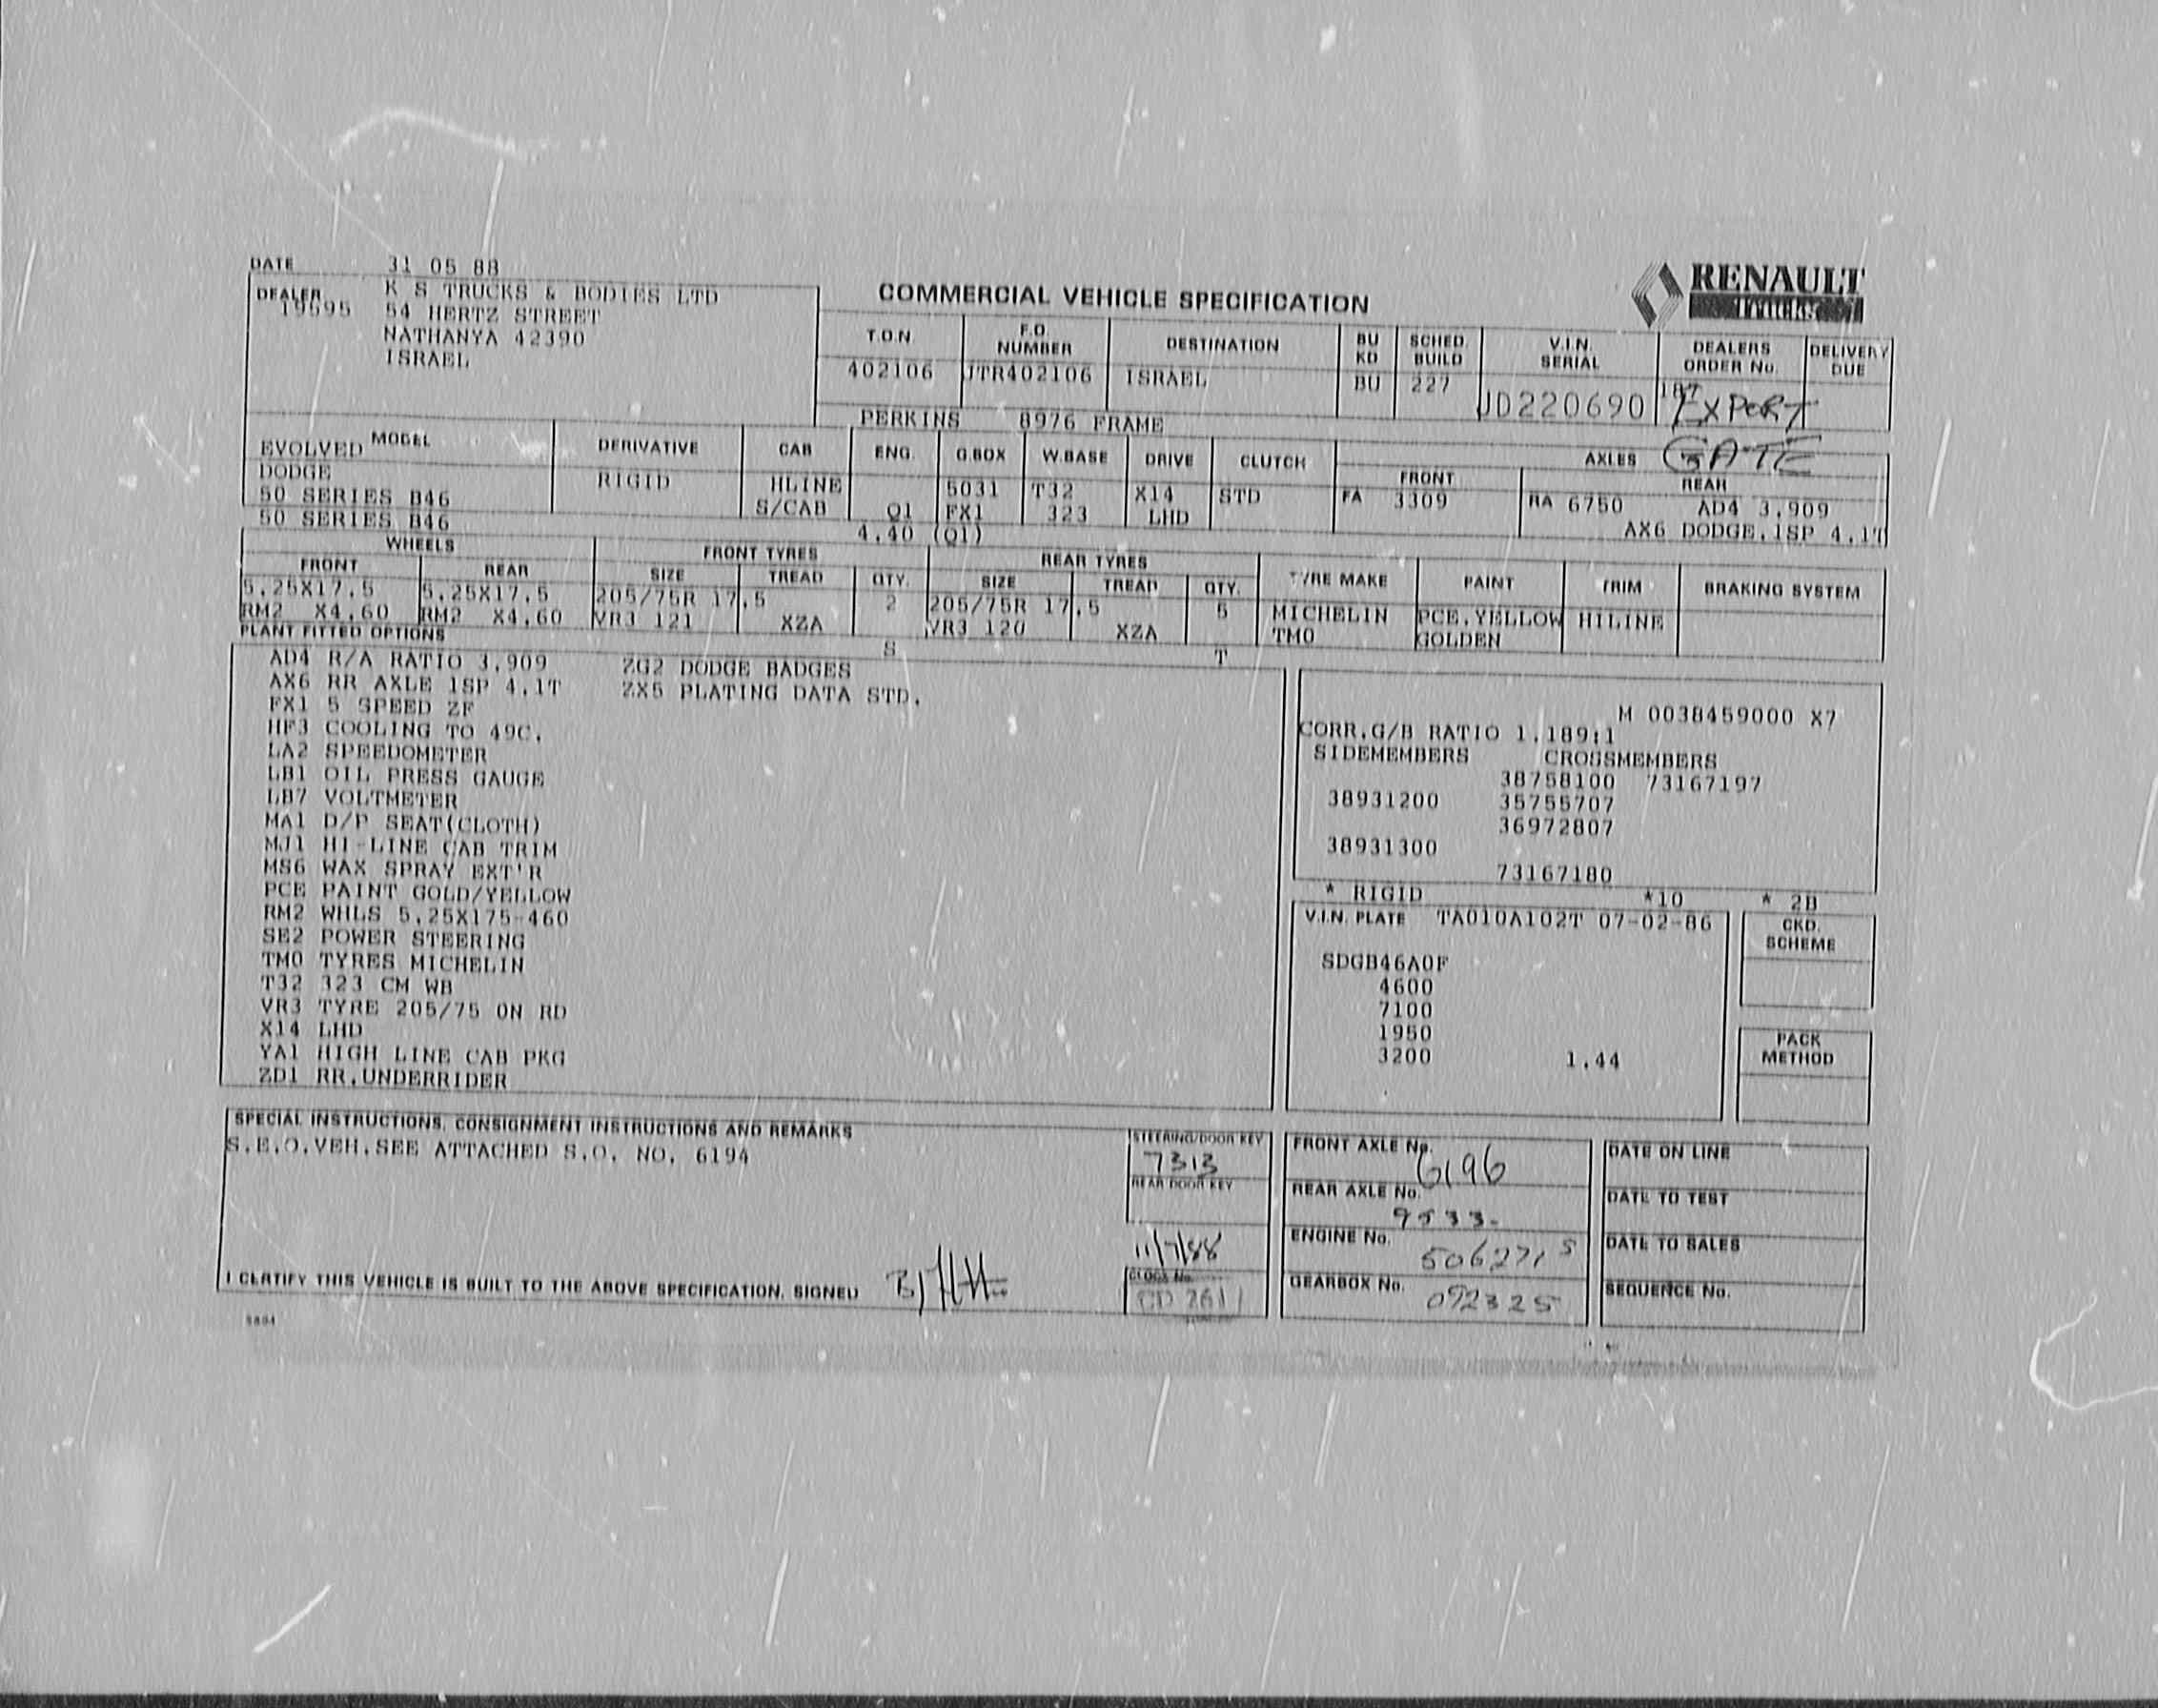 DATE 31 05 88
DEALER 19595 K S TRUCKS & BODIES LTD
54 HERTZ STREET
NATHANYA 42390
ISRAEL
COMMERCIAL VEHICLE SPECIFICATION
RENAULT
Trucks
T.O.N. F.O. NUMBER DESTINATION BU KD SCHED. BUILD V.I.N. SERIAL DEALERS ORDER No. DELIVERY DUE
402106 JTR402106 ISRAEL BU 227 JD220690 187 EXPORT
PERKINS 8976 FRAME
GATE
MODEL DERIVATIVE CAB ENG. G.BOX W.BASE DRIVE CLUTCH AXLES
FRONT REAR
EVOLVED
DODGE RIGID HLINE 5031 T32 X14 STD FA 3309 RA 6750 AD4 3.909
50 SERIES B46 S/CAB Q1 FX1 323 LHD AX6 DODGE.1SP 4.1T
50 SERIES B46 4.40 (Q1)
WHEELS FRONT TYRES REAR TYRES
FRONT REAR SIZE TREAD QTY. SIZE TREAD QTY. TYRE MAKE PAINT TRIM BRAKING SYSTEM
5.25X17.5 5.25X17.5 205/75R 17.5 2 205/75R 17.5 5 MICHELIN PCE.YELLOW HILINE
RM2 X4.60 RM2 X4.60 VR3 121 XZA VR3 120 XZA TM0 GOLDEN
PLANT FITTED OPTIONS S T
AD4 R/A RATIO 3.909 ZG2 DODGE BADGES
AX6 RR AXLE 1SP 4.1T ZX5 PLATING DATA STD.
FX1 5 SPEED ZF
HF3 COOLING TO 49C.
LA2 SPEEDOMETER
LB1 OIL PRESS GAUGE
LB7 VOLTMETER
MA1 D/P SEAT(CLOTH)
MJ1 HI-LINE CAB TRIM
MS6 WAX SPRAY EXT'R
PCE PAINT GOLD/YELLOW
RM2 WHLS 5.25X175-460
SE2 POWER STEERING
TM0 TYRES MICHELIN
T32 323 CM WB
VR3 TYRE 205/75 ON RD
X14 LHD
YA1 HIGH LINE CAB PKG
ZD1 RR.UNDERRIDER
M 0038459000 X7
CORR.G/B RATIO 1.189:1
SIDEMEMBERS CROSSMEMBERS
38758100 73167197
38931200 35755707
36972807
38931300
73167180
* RIGID *10 * 2B
V.I.N. PLATE TA010A102T 07-02-86
SDGB46A0F
4600
7100
1950
3200 1.44
CKD. SCHEME
PACK METHOD
SPECIAL INSTRUCTIONS, CONSIGNMENT INSTRUCTIONS AND REMARKS
S.E.O.VEH.SEE ATTACHED S.O. NO. 6194
I CERTIFY THIS VEHICLE IS BUILT TO THE ABOVE SPECIFICATION. SIGNED
STEERING/DOOR KEY
7313
REAR DOOR KEY
11/7/88
CLOCK No.
CD 2611
FRONT AXLE No. 6196
REAR AXLE No. 9533-
ENGINE No. 506271 S
GEARBOX No. 092325
DATE ON LINE
DATE TO TEST
DATE TO SALES
SEQUENCE No.